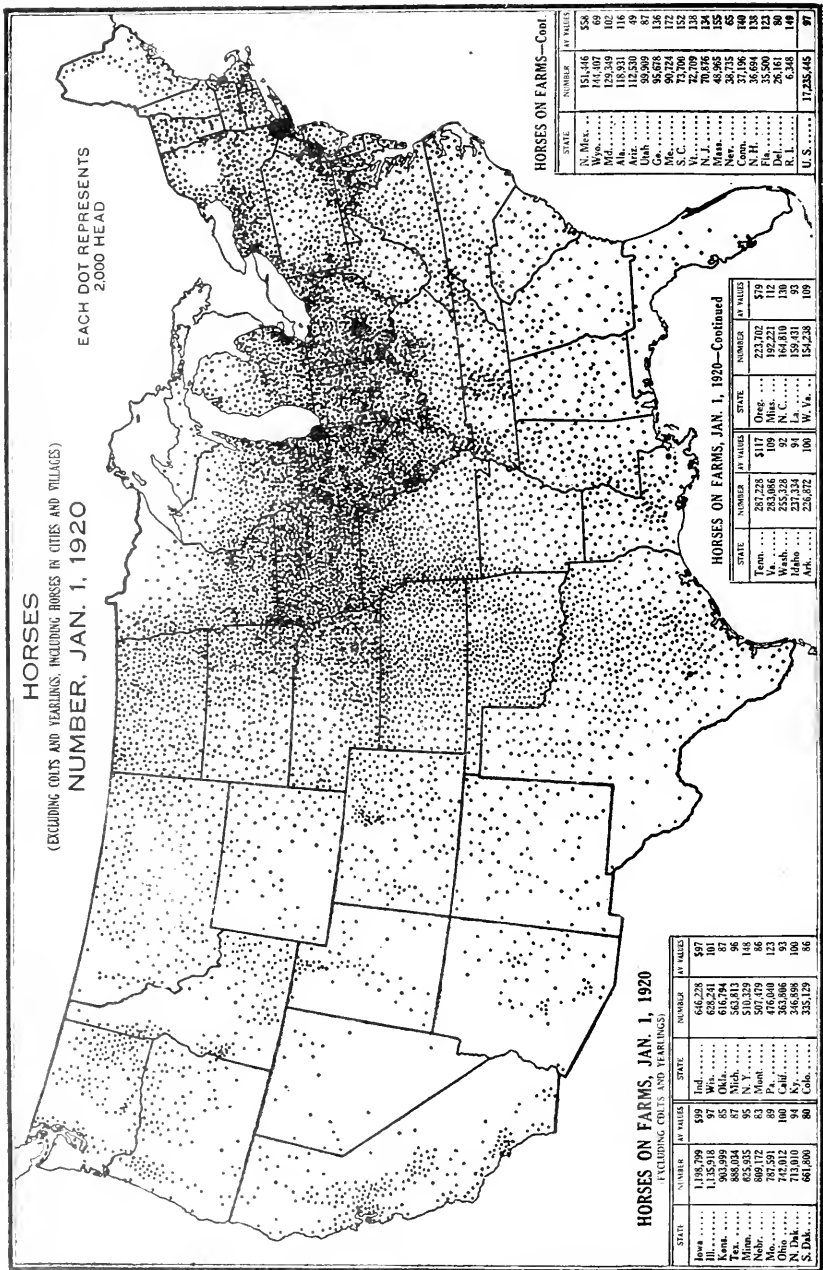 HORSES
(EXCLUDING COLTS AND YEARLINGS, INCLUDING HORSES IN CITIES AND VILLAGES)
NUMBER, JAN. 1, 1920
EACH DOT REPRESENTS
2,000 HEAD
HORSES ON FARMS, JAN. 1, 1920
(EXCLUDING COLTS AND YEARLINGS)
STATE NUMBER AV VALUES STATE NUMBER AV VALUES
Iowa..... 1,198,799 $99 Ind...... 646,228 $97
Ill....... 1,135,918 97 Wis...... 628,241 101
Kans..... 903,999 85 Okla..... 616,794 87
Tex...... 888,034 87 Mich..... 563,813 96
Minn..... 625,935 95 N. Y...... 510,329 148
Nebr..... 809,172 83 Mont..... 507,479 86
Mo....... 787,591 89 Pa....... 476,040 123
Ohio..... 742,012 100 Calif..... 363,806 93
N. Dak... 713,010 94 Ky....... 346,898 100
S. Dak... 661,800 80 Colo..... 335,129 86
HORSES ON FARMS, JAN. 1, 1920—Continued
STATE NUMBER AV VALUES STATE NUMBER AV VALUES
Tenn.... 287,228 $117 Oreg.... 223,702 $79
Va...... 283,066 109 Miss..... 192,221 112
Wash.... 255,328 92 N. C..... 164,810 130
Idaho ... 237,334 94 La...... 159,431 93
Ark..... 226,872 100 W. Va... 154,238 109
HORSES ON FARMS—Cont.
STATE NUMBER AV VALUES
N. Mex..... 151,446 $58
Wyo....... 144,407 69
Md........ 129,349 102
Ala....... 118,931 116
Ariz...... 112,530 49
Utah ..... 99,909 87
Ga........ 95,678 136
Me........ 90,724 172
S. C....... 73,700 152
Vt........ 72,709 138
N. J....... 70,876 134
Mass...... 48,965 155
Nev....... 38,735 65
Conn...... 37,196 140
N. H...... 36,694 138
Fla....... 35,500 123
Del....... 26,161 80
R. I....... 6,348 149
U. S....... 17,235,445 97